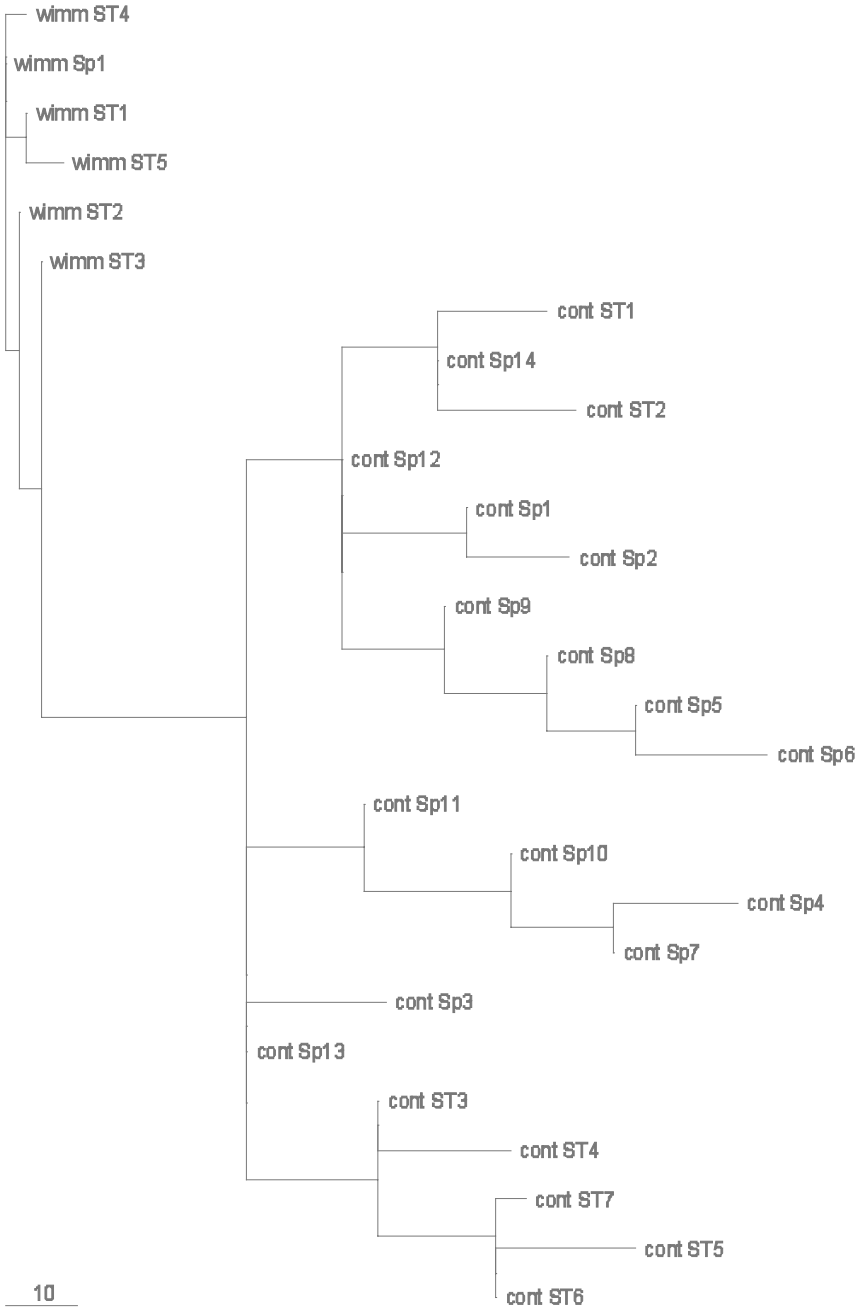 wimm ST4
wimm Sp1
wimm ST1
wimm ST5
wimm ST2
wimm ST3
cont ST1
cont Sp14
cont ST2
cont Sp12
cont Sp1
cont Sp2
cont Sp9
cont Sp8
cont Sp5
cont Sp6
cont Sp11
cont Sp10
cont Sp4
cont Sp7
cont Sp3
cont Sp13
cont ST3
cont ST4
cont ST7
cont ST5
cont ST6
10